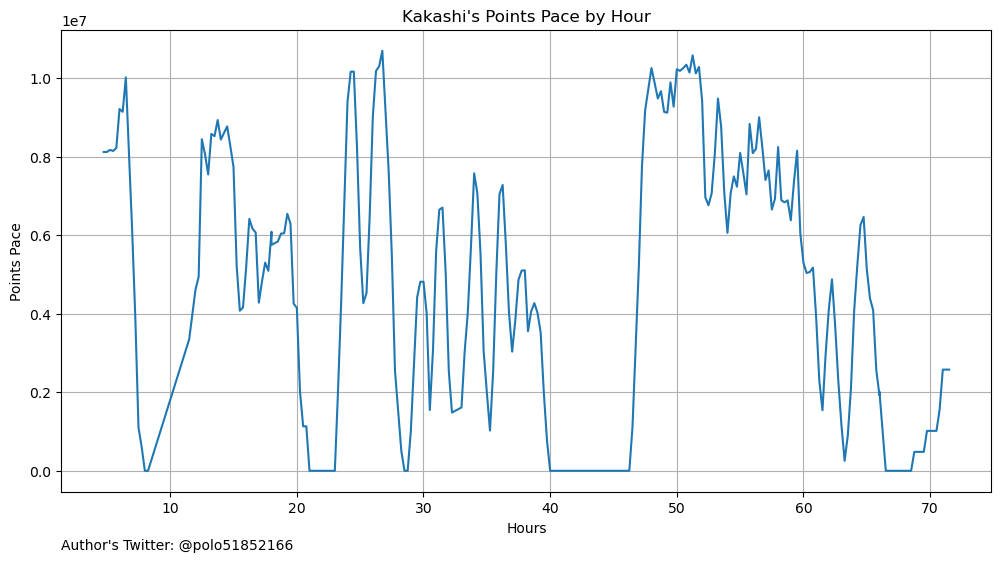 Kakashi's Points Pace by Hour
1e7
1.0
0.8
0.6
0.4
0.2
0.0
Points Pace
10 20 30 40 50 60 70
Hours
Author's Twitter: @polo51852166